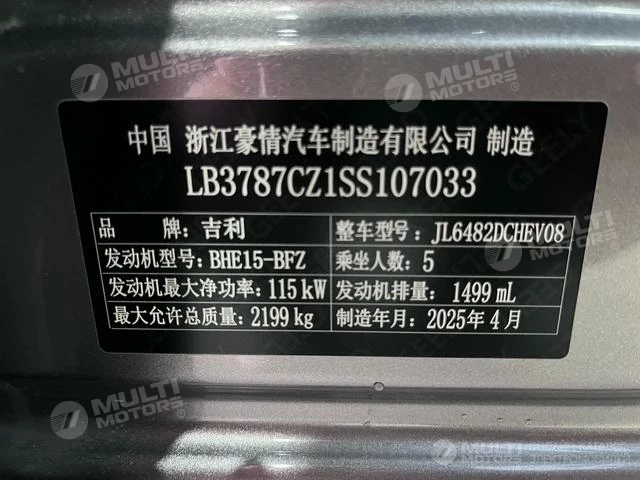 MULTI MOTORS®
MULTI MOTORS®
中国 浙江豪情汽车制造有限公司 制造
LB3787CZ1SS107033
品 牌: 吉利 整车型号: JL6482DCHEV08
发动机型号: BHE15-BFZ 乘坐人数: 5
发动机最大净功率: 115 kW 发动机排量: 1499 mL
最大允许总质量: 2199 kg 制造年月: 2025 年 4 月
MULTI MOTORS®
MULTI MOTORS®